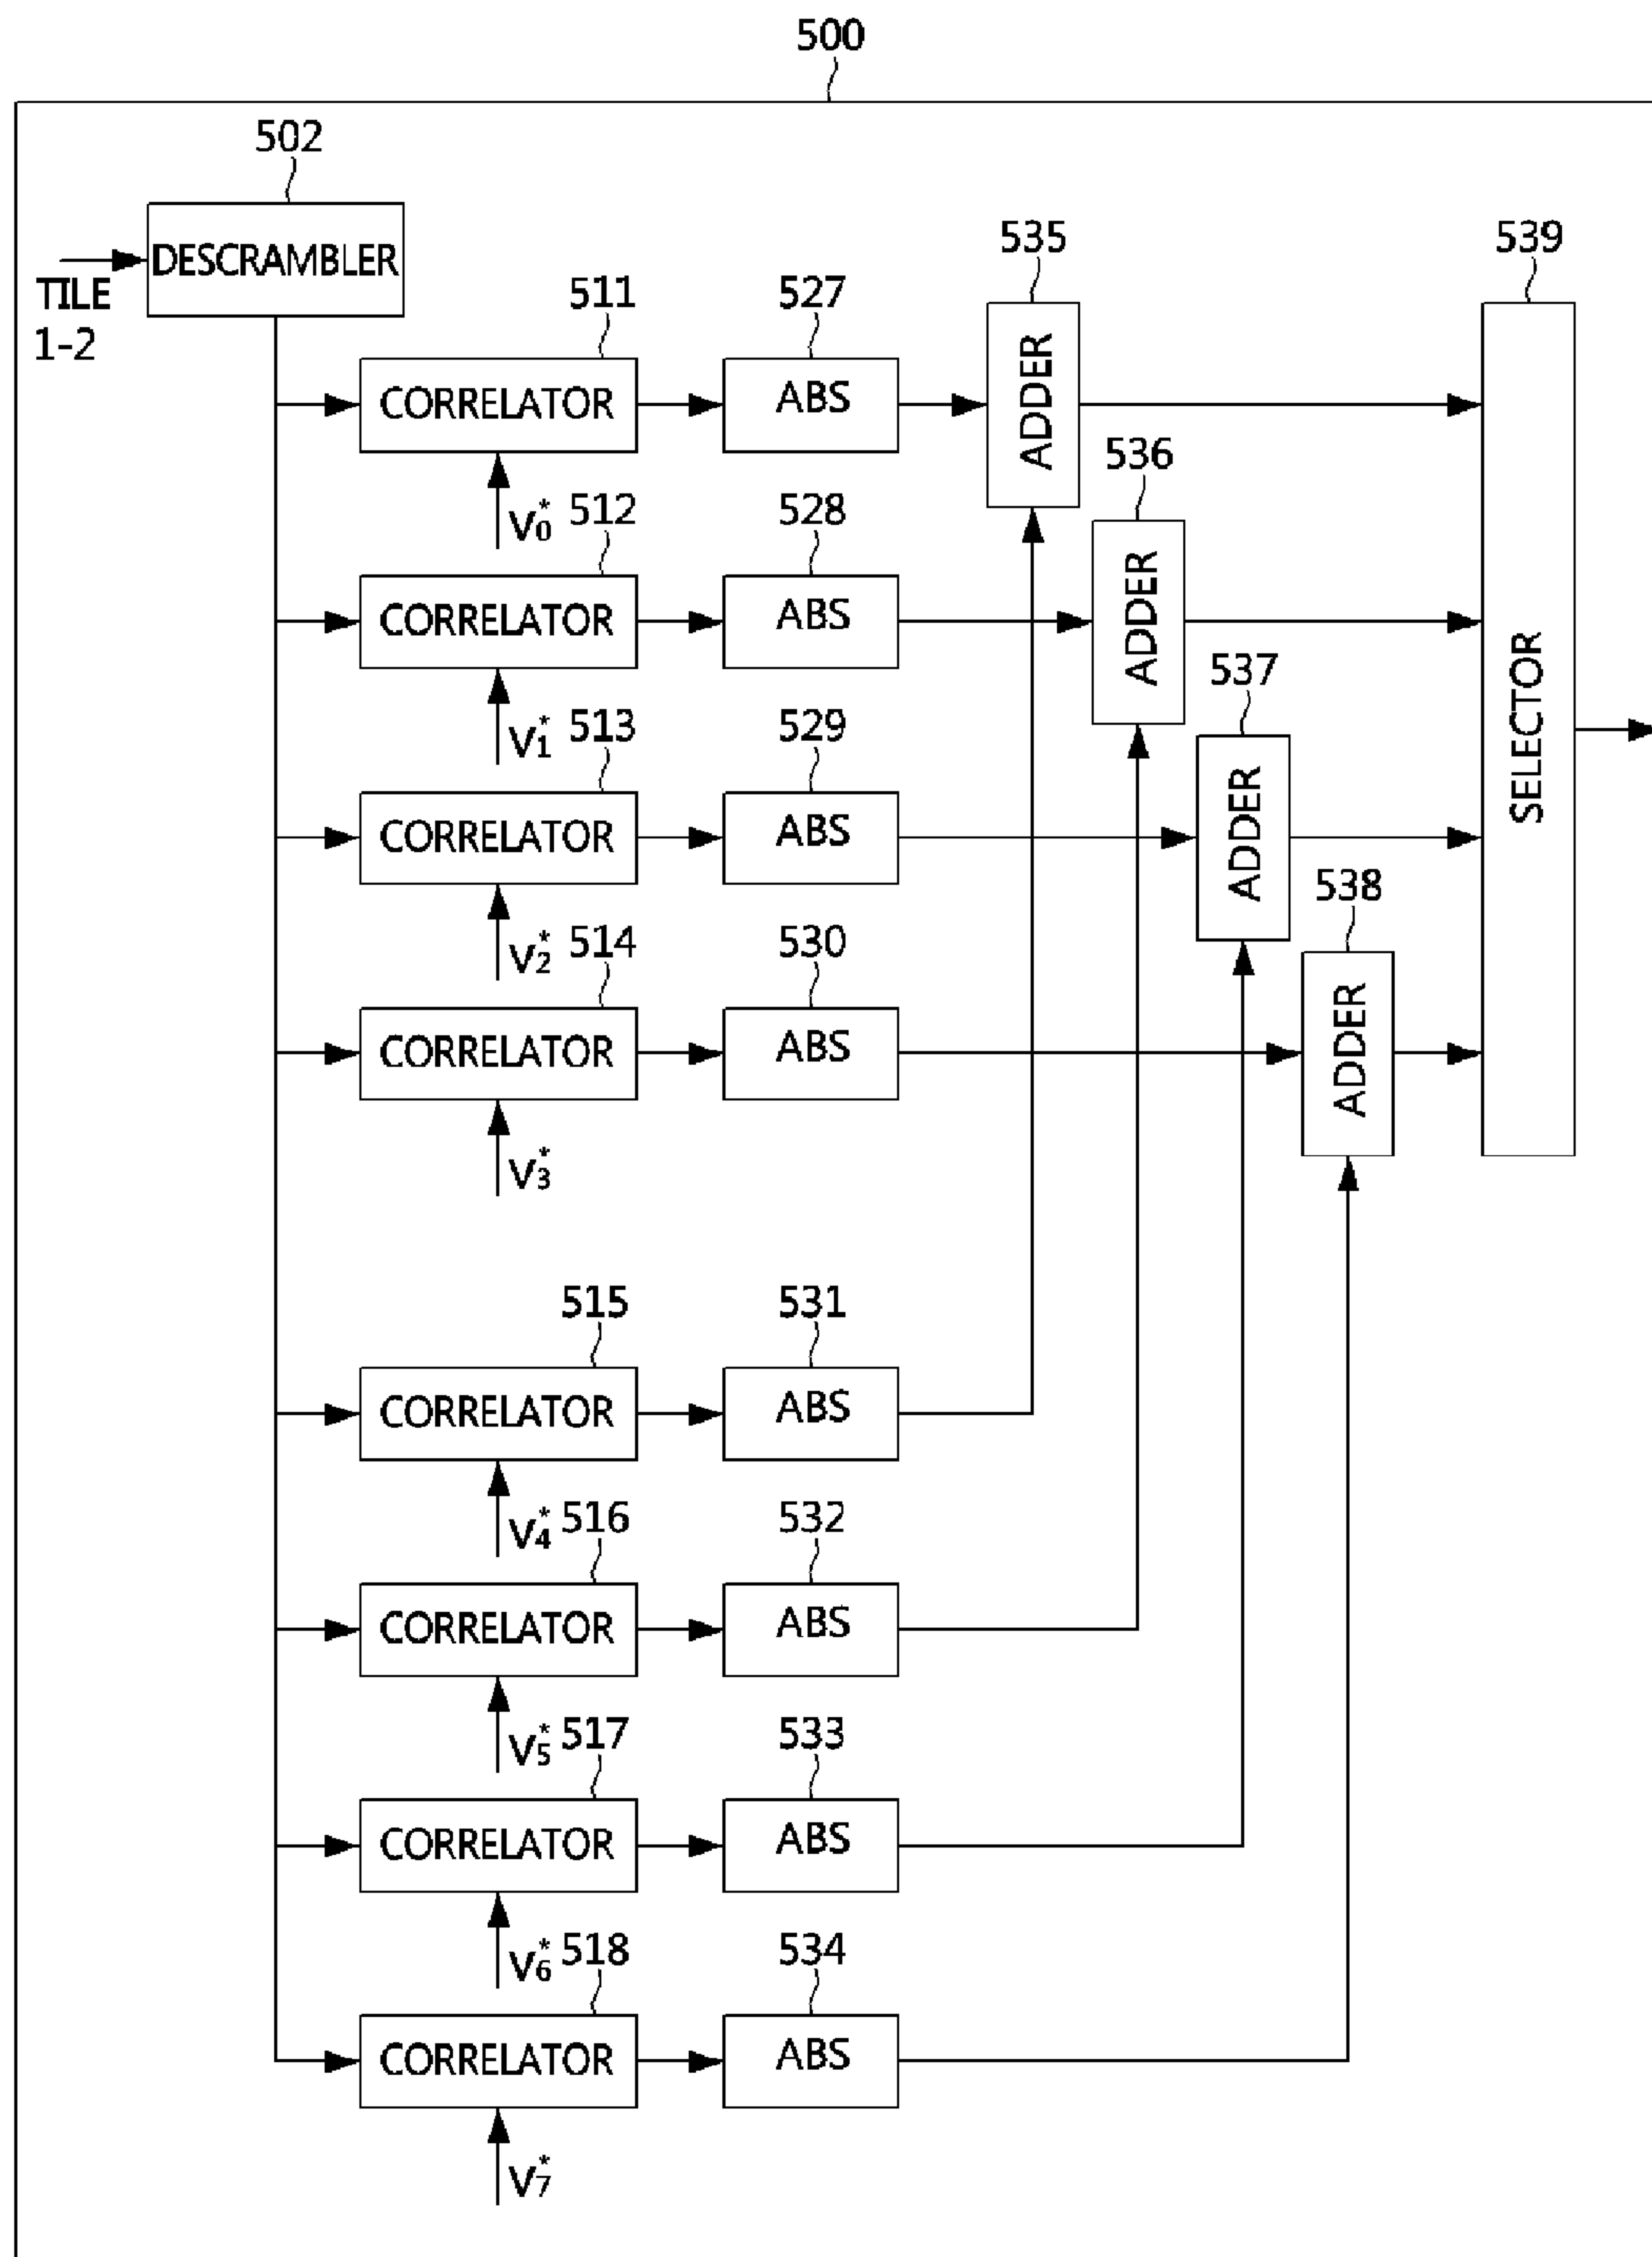 500
502
DESCRAMBLER
TILE
1-2
535
539
511
527
CORRELATOR
ABS
ADDER
536
V0*
512
528
CORRELATOR
ABS
ADDER
537
V1*
513
529
CORRELATOR
ABS
ADDER
SELECTOR
538
V2*
514
530
CORRELATOR
ABS
ADDER
V3*
515
531
CORRELATOR
ABS
V4*
516
532
CORRELATOR
ABS
V5*
517
533
CORRELATOR
ABS
V6*
518
534
CORRELATOR
ABS
V7*